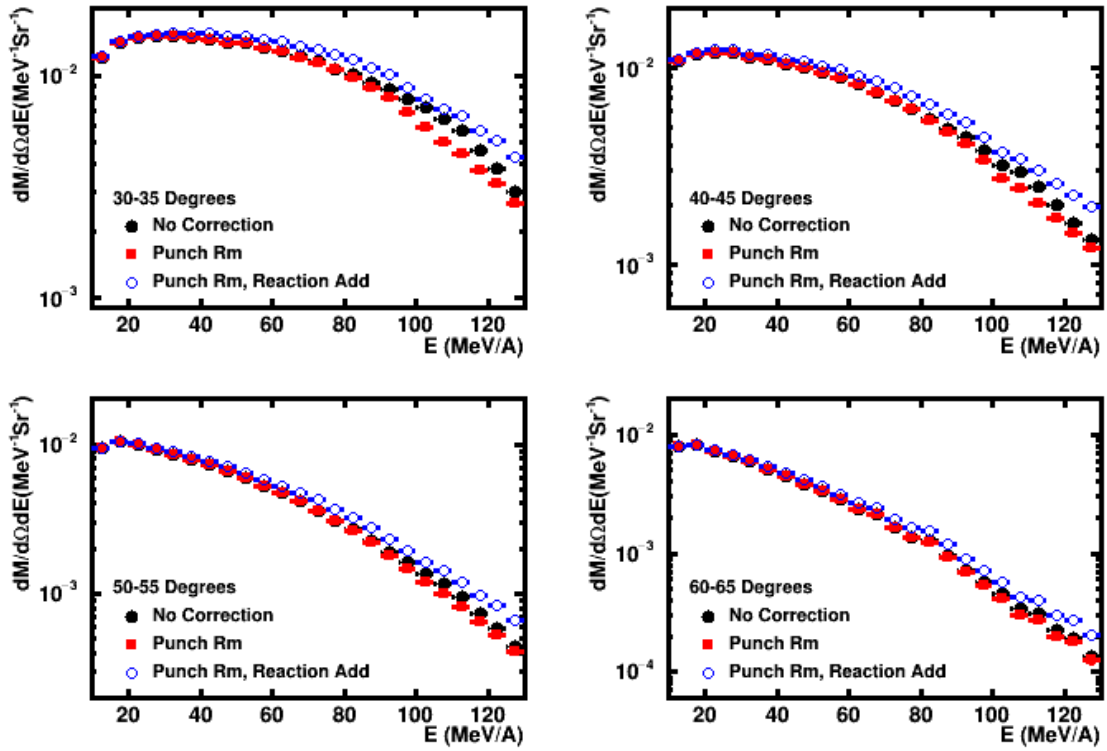 dM/dΩdE(MeV⁻¹Sr⁻¹)
10⁻²
10⁻³
30-35 Degrees
No Correction
Punch Rm
Punch Rm, Reaction Add
20 40 60 80 100 120
E (MeV/A)
dM/dΩdE(MeV⁻¹Sr⁻¹)
10⁻²
10⁻³
40-45 Degrees
No Correction
Punch Rm
Punch Rm, Reaction Add
20 40 60 80 100 120
E (MeV/A)
dM/dΩdE(MeV⁻¹Sr⁻¹)
10⁻²
10⁻³
50-55 Degrees
No Correction
Punch Rm
Punch Rm, Reaction Add
20 40 60 80 100 120
E (MeV/A)
dM/dΩdE(MeV⁻¹Sr⁻¹)
10⁻²
10⁻³
10⁻⁴
60-65 Degrees
No Correction
Punch Rm
Punch Rm, Reaction Add
20 40 60 80 100 120
E (MeV/A)